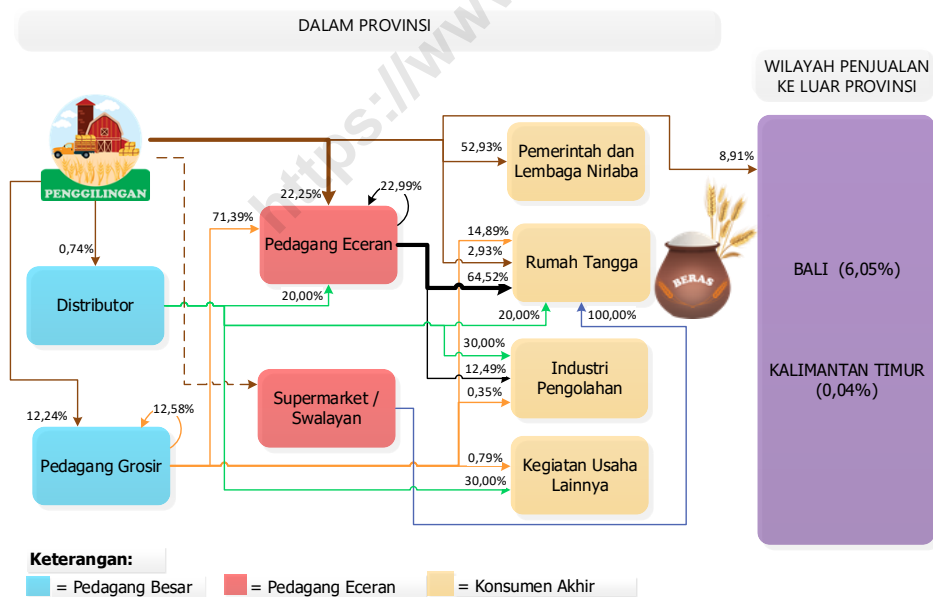 DALAM PROVINSI
https://www
WILAYAH PENJUALAN
KE LUAR PROVINSI
PENGGILINGAN
52,93%
Pemerintah dan
Lembaga Nirlaba
8,91%
22,25%
22,99%
71,39%
Pedagang Eceran
14,89%
2,93%
64,52%
Rumah Tangga
BERAS
0,74%
Distributor
20,00%
20,00%
100,00%
BALI (6,05%)
30,00%
12,49%
0,35%
Industri
Pengolahan
KALIMANTAN TIMUR
(0,04%)
Supermarket /
Swalayan
12,24%
12,58%
Pedagang Grosir
0,79%
30,00%
Kegiatan Usaha
Lainnya
Keterangan:
= Pedagang Besar
= Pedagang Eceran
= Konsumen Akhir